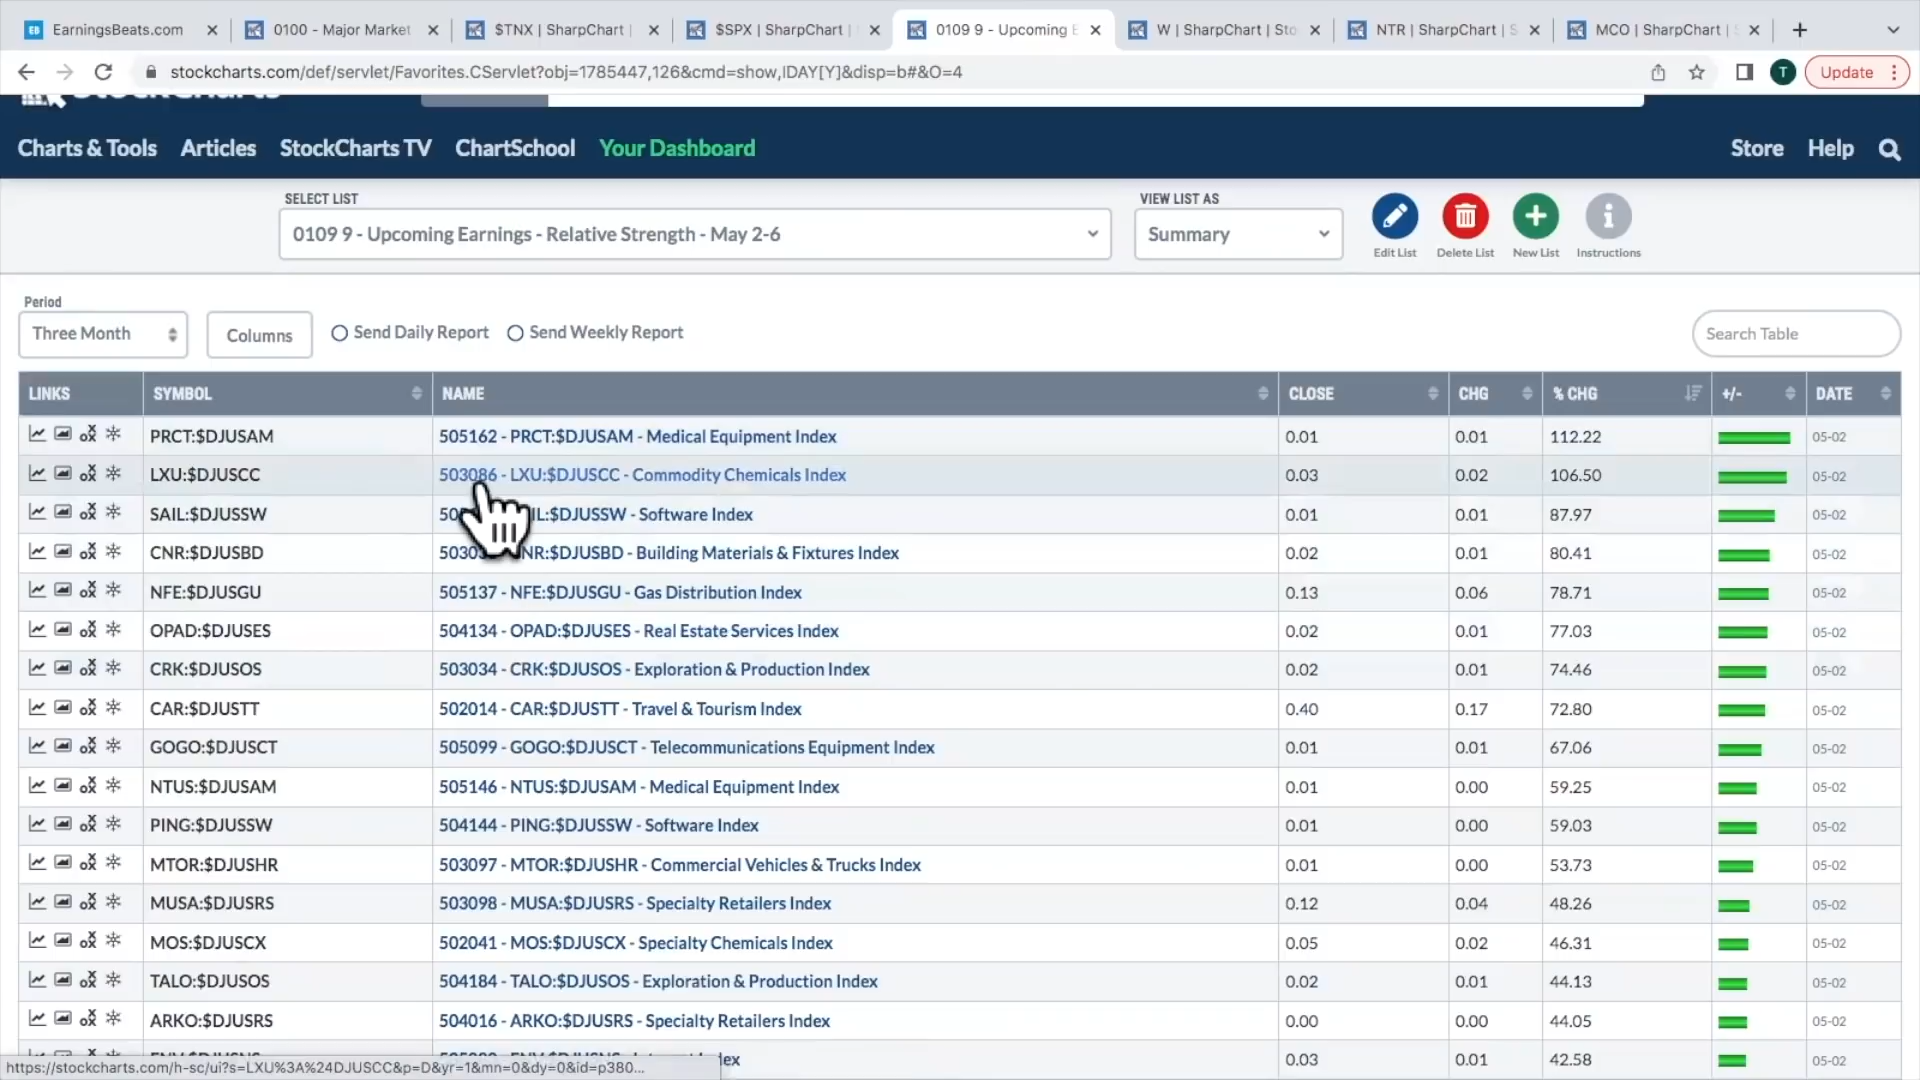 EarningsBeats.com
0100 - Major Market
$TNX | SharpChart |
$SPX | SharpChart |
0109 9 - Upcoming E
W | SharpChart | Sto
NTR | SharpChart | S
MCO | SharpChart |
stockcharts.com/def/servlet/Favorites.CServlet?obj=1785447,126&cmd=show,IDAY[Y]&disp=b#&O=4
T
Update
StockCharts
Charts & Tools
Articles
StockCharts TV
ChartSchool
Your Dashboard
Store
Help
SELECT LIST
0109 9 - Upcoming Earnings - Relative Strength - May 2-6
VIEW LIST AS
Summary
Edit List
Delete List
New List
Instructions
Period
Three Month
Columns
Send Daily Report
Send Weekly Report
Search Table
LINKS SYMBOL NAME CLOSE CHG % CHG +/- DATE
PRCT:$DJUSAM 505162 - PRCT:$DJUSAM - Medical Equipment Index 0.01 0.01 112.22 05-02
LXU:$DJUSCC 503086 - LXU:$DJUSCC - Commodity Chemicals Index 0.03 0.02 106.50 05-02
SAIL:$DJUSSW IL:$DJUSSW - Software Index 0.01 0.01 87.97 05-02
CNR:$DJUSBD NR:$DJUSBD - Building Materials & Fixtures Index 0.02 0.01 80.41 05-02
NFE:$DJUSGU 505137 - NFE:$DJUSGU - Gas Distribution Index 0.13 0.06 78.71 05-02
OPAD:$DJUSES 504134 - OPAD:$DJUSES - Real Estate Services Index 0.02 0.01 77.03 05-02
CRK:$DJUSOS 503034 - CRK:$DJUSOS - Exploration & Production Index 0.02 0.01 74.46 05-02
CAR:$DJUSTT 502014 - CAR:$DJUSTT - Travel & Tourism Index 0.40 0.17 72.80 05-02
GOGO:$DJUSCT 505099 - GOGO:$DJUSCT - Telecommunications Equipment Index 0.01 0.01 67.06 05-02
NTUS:$DJUSAM 505146 - NTUS:$DJUSAM - Medical Equipment Index 0.01 0.00 59.25 05-02
PING:$DJUSSW 504144 - PING:$DJUSSW - Software Index 0.01 0.00 59.03 05-02
MTOR:$DJUSHR 503097 - MTOR:$DJUSHR - Commercial Vehicles & Trucks Index 0.01 0.00 53.73 05-02
MUSA:$DJUSRS 503098 - MUSA:$DJUSRS - Specialty Retailers Index 0.12 0.04 48.26 05-02
MOS:$DJUSCX 502041 - MOS:$DJUSCX - Specialty Chemicals Index 0.05 0.02 46.31 05-02
TALO:$DJUSOS 504184 - TALO:$DJUSOS - Exploration & Production Index 0.02 0.01 44.13 05-02
ARKO:$DJUSRS 504016 - ARKO:$DJUSRS - Specialty Retailers Index 0.00 0.00 44.05 05-02
0.03 0.01 42.58 05-02
https://stockcharts.com/h-sc/ui?s=LXU%3A%24DJUSCC&p=D&yr=1&mn=0&dy=0&id=p380...